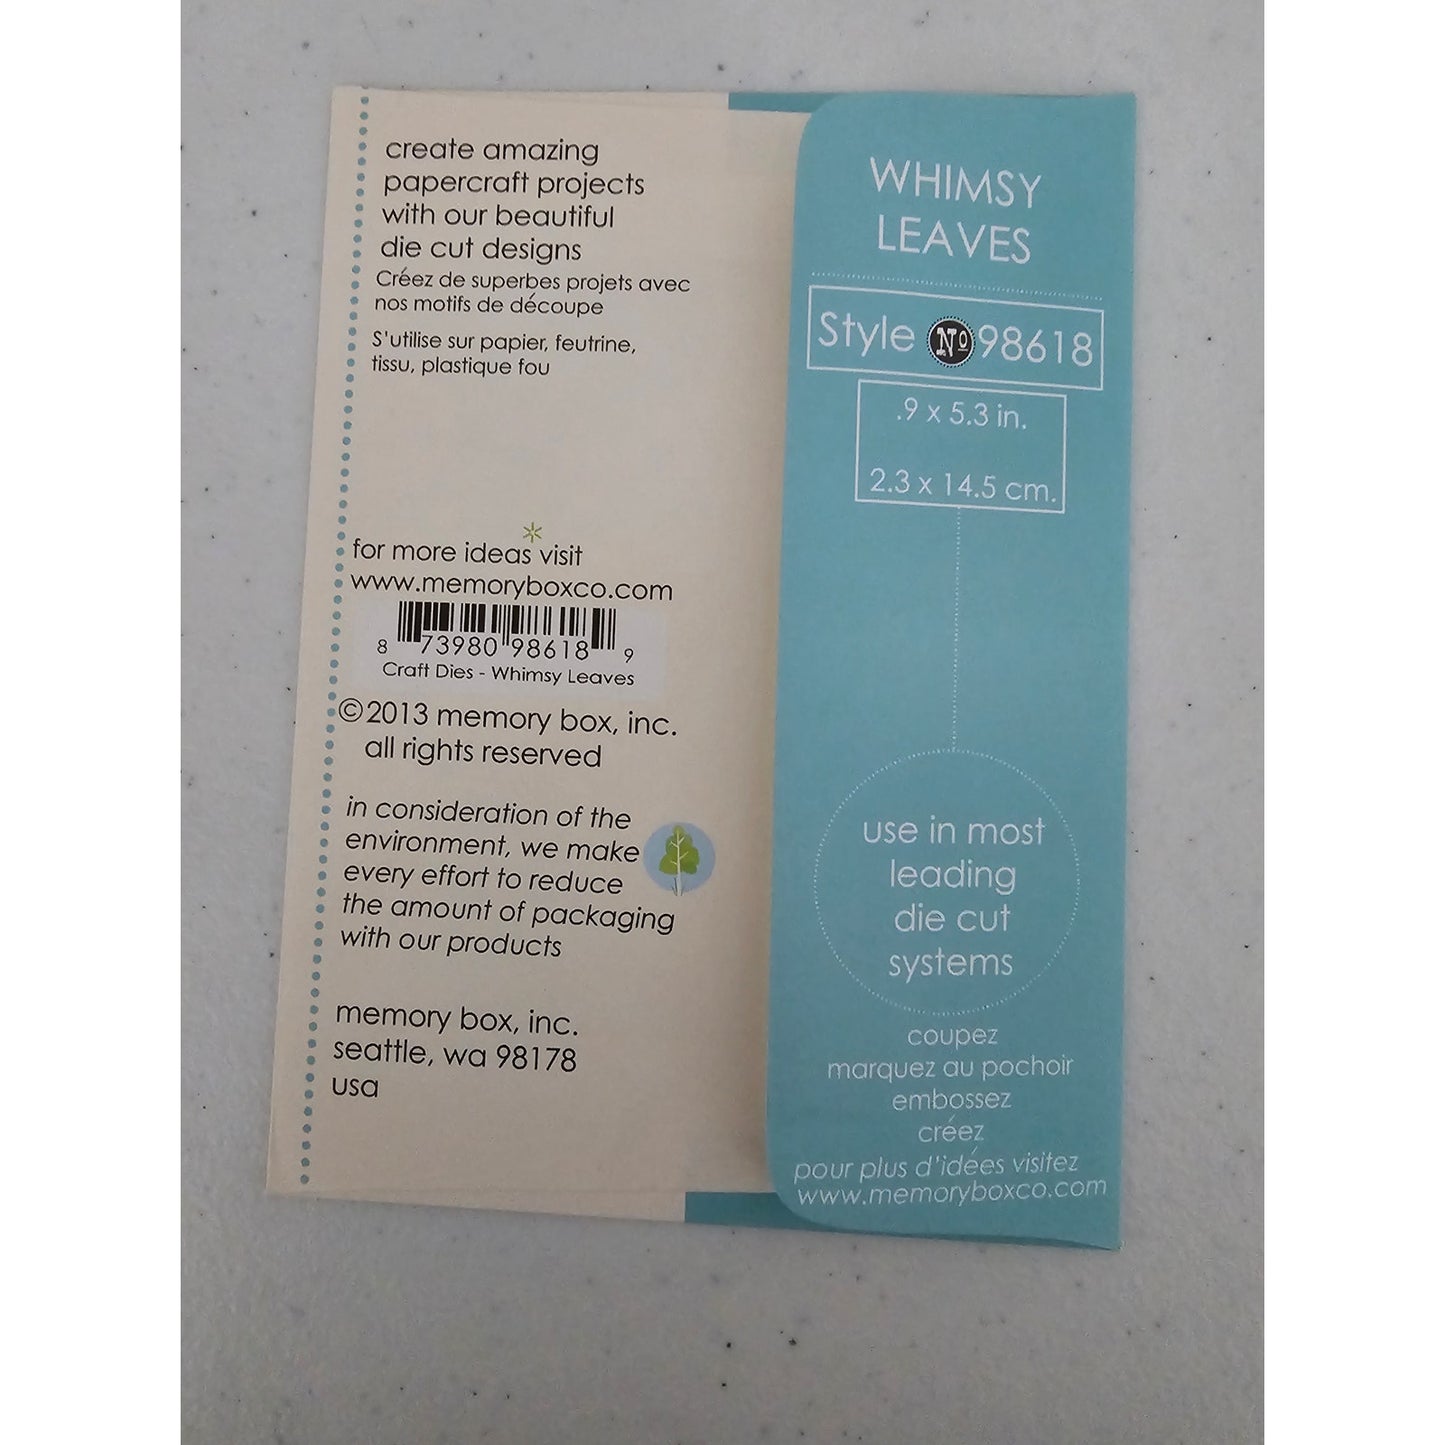 create amazing
papercraft projects
with our beautiful
die cut designs
Créez de superbes projets avec
nos motifs de découpe
S'utilise sur papier, feutrine,
tissu, plastique fou
for more ideas visit
www.memoryboxco.com
8 73980 98618 9
Craft Dies - Whimsy Leaves
©2013 memory box, inc.
all rights reserved
in consideration of the
environment, we make
every effort to reduce
the amount of packaging
with our products
memory box, inc.
seattle, wa 98178
usa
WHIMSY
LEAVES
Style Nº 98618
.9 x 5.3 in.
2.3 x 14.5 cm.
use in most
leading
die cut
systems
coupez
marquez au pochoir
embossez
créez
pour plus d'idées visitez
www.memoryboxco.com